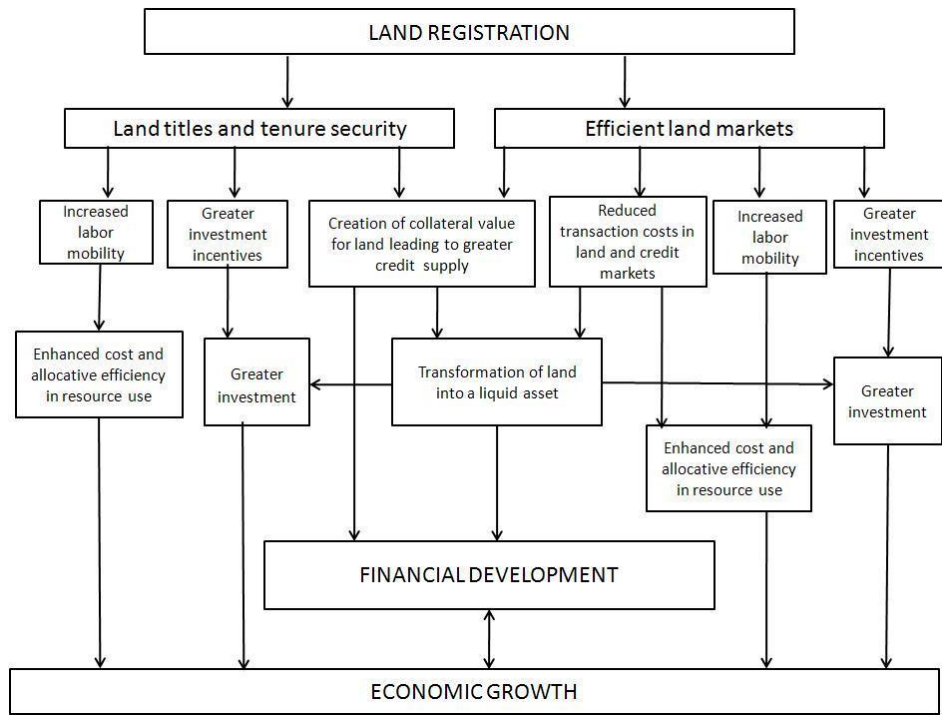 LAND REGISTRATION
Land titles and tenure security
Efficient land markets
Increased
labor
mobility
Greater
investment
incentives
Creation of collateral value
for land leading to greater
credit supply
Reduced
transaction costs in
land and credit
markets
Increased
labor
mobility
Greater
investment
incentives
Enhanced cost and
allocative efficiency
in resource use
Greater
investment
Transformation of land
into a liquid asset
Greater
investment
Enhanced cost and
allocative efficiency
in resource use
FINANCIAL DEVELOPMENT
ECONOMIC GROWTH